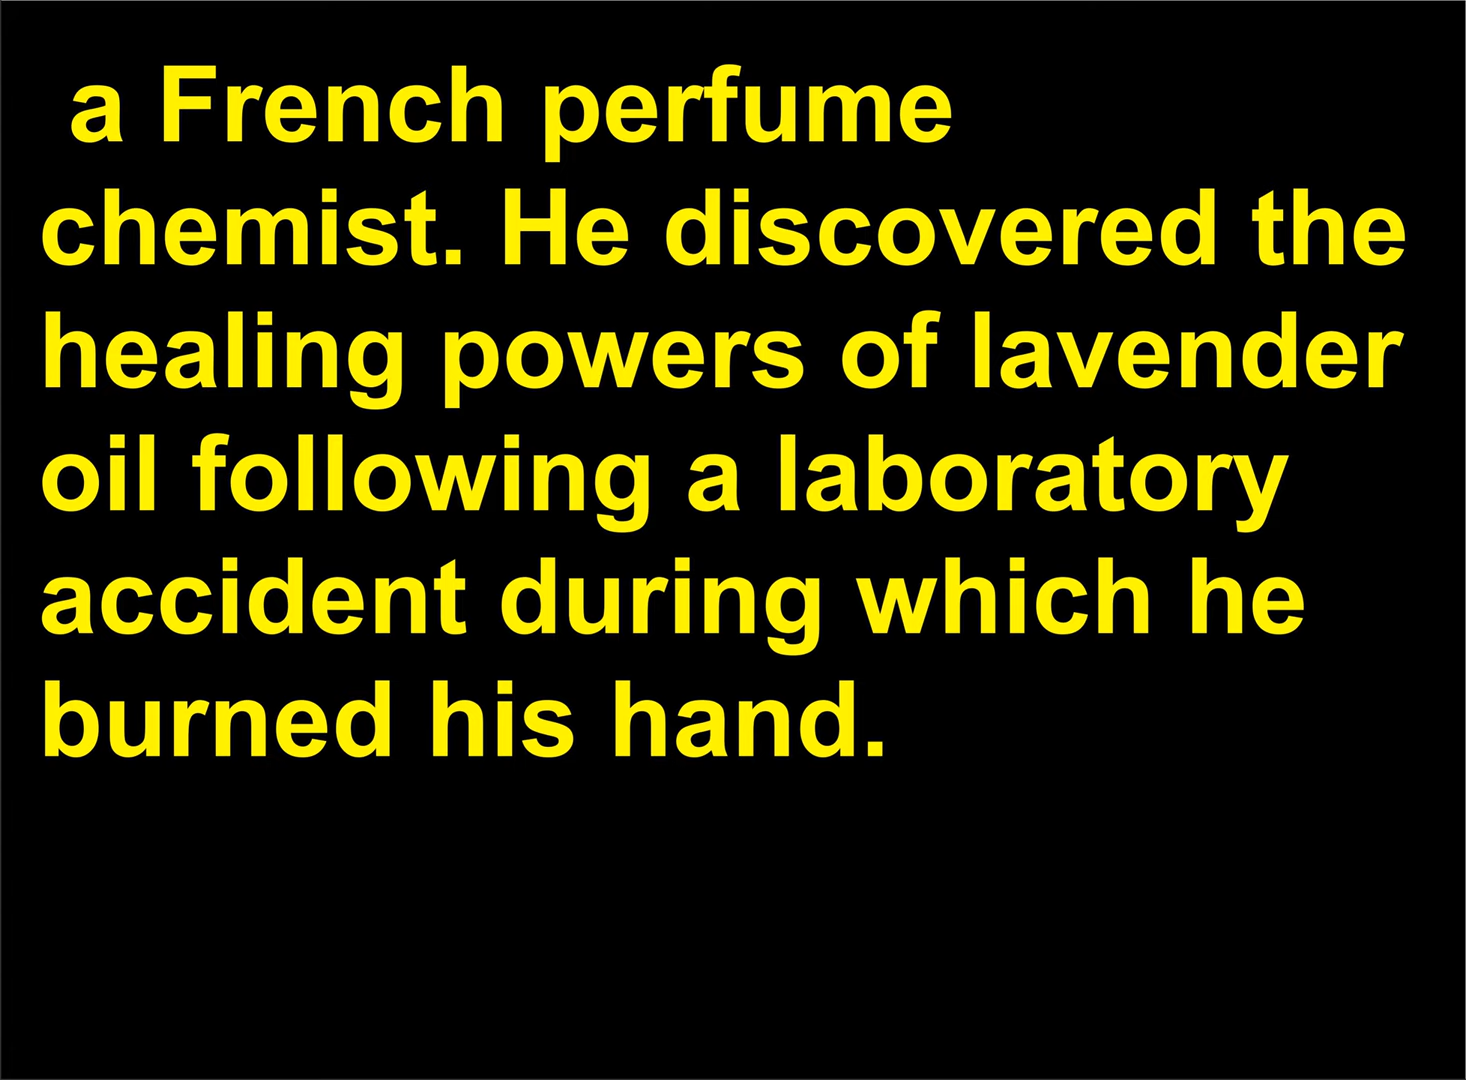 a French perfume
chemist. He discovered the
healing powers of lavender
oil following a laboratory
accident during which he
burned his hand.